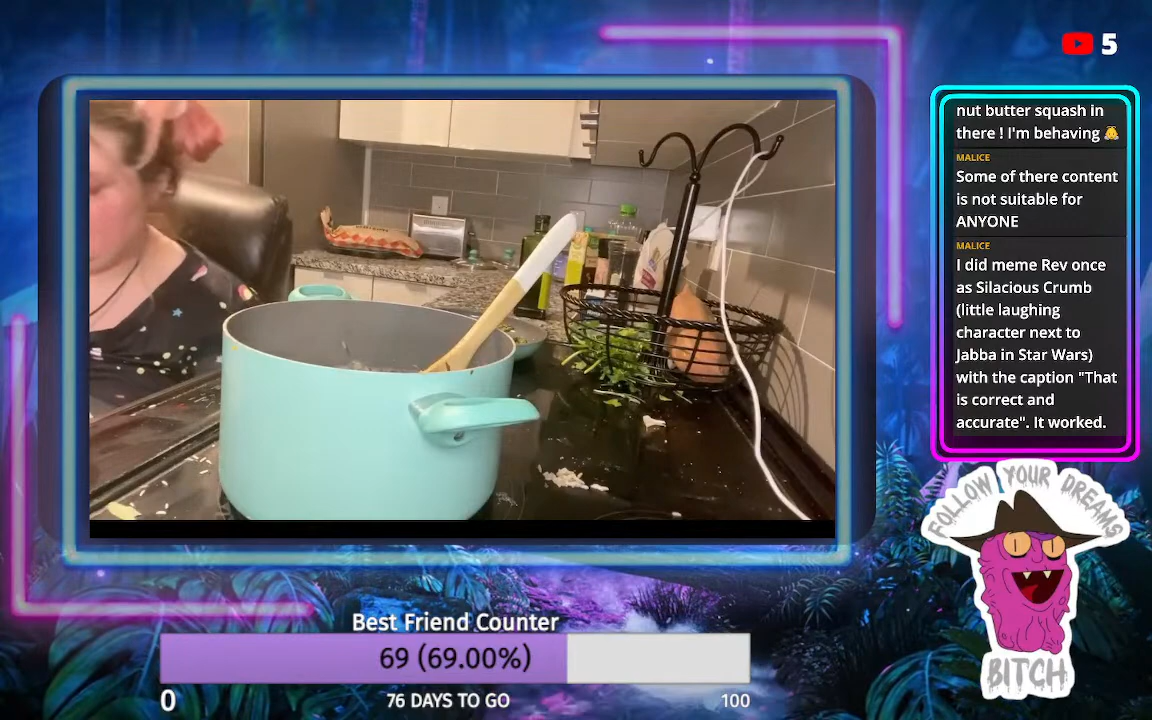 5
nut butter squash in
there ! I'm behaving
MALICE
Some of there content
is not suitable for
ANYONE
MALICE
I did meme Rev once
as Silacious Crumb
(little laughing
character next to
Jabba in Star Wars)
with the caption "That
is correct and
accurate". It worked.
FOLLOW YOUR DREAMS
BITCH
Best Friend Counter
69 (69.00%)
0
76 DAYS TO GO
100